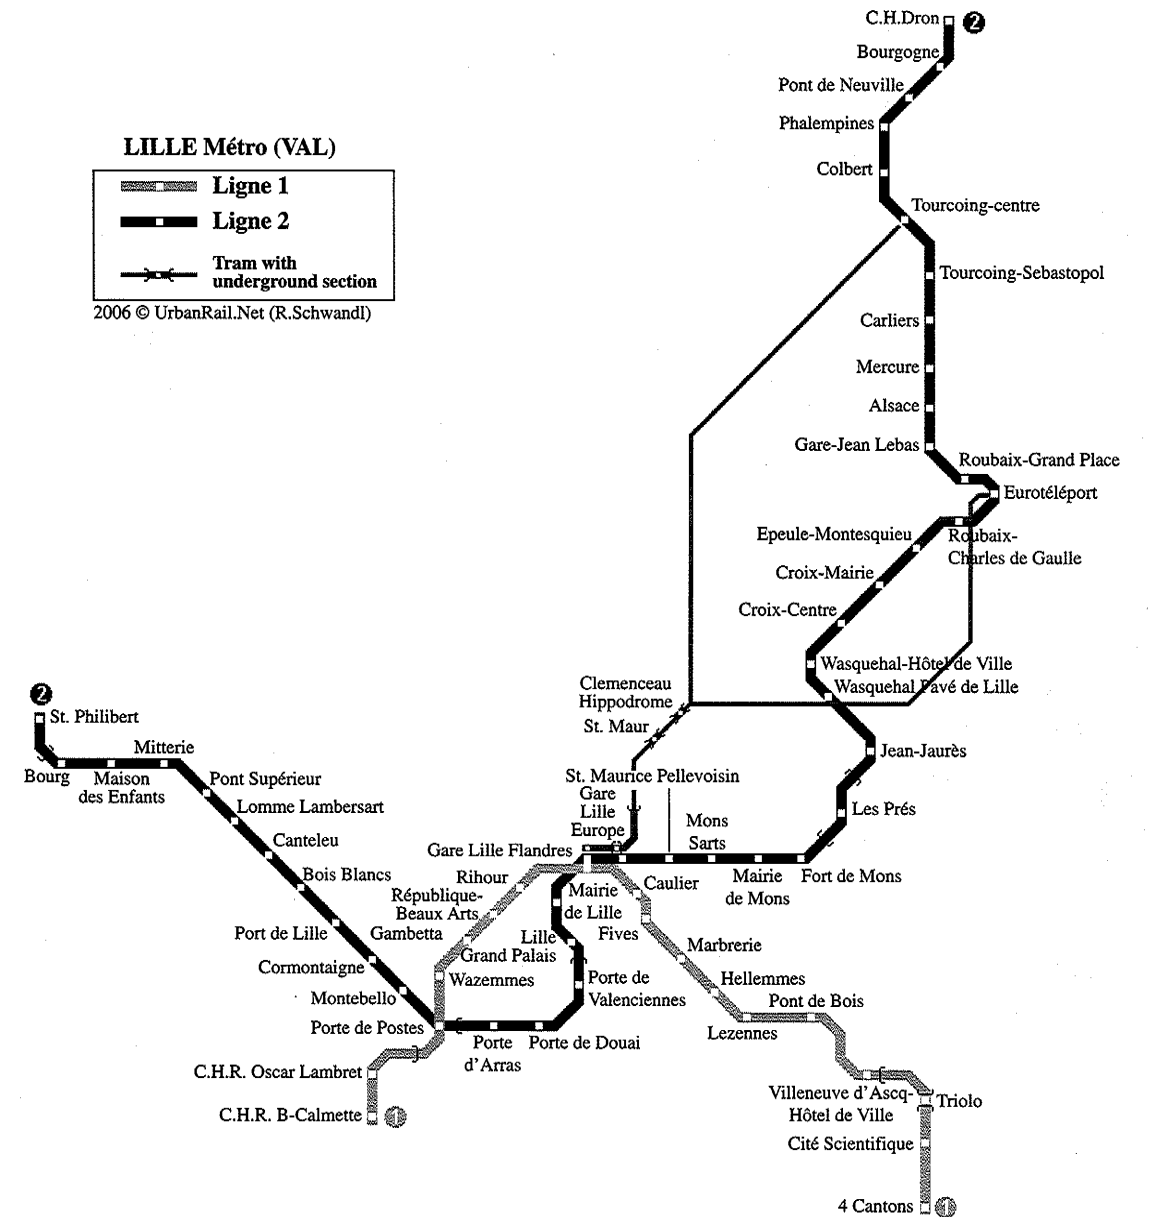 C.H.Dron
2
Bourgogne
Pont de Neuville
Phalempines
Colbert
Tourcoing-centre
Tourcoing-Sebastopol
Carliers
Mercure
Alsace
Gare-Jean Lebas
Roubaix-Grand Place
Eurotéléport
Roubaix-
Charles de Gaulle
Epeule-Montesquieu
Croix-Mairie
Croix-Centre
Wasquehal-Hôtel de Ville
Wasquehal Pavé de Lille
Jean-Jaurès
Les Prés
LILLE Métro (VAL)
Ligne 1
Ligne 2
Tram with
underground section
2006 © UrbanRail.Net (R.Schwandl)
Clemenceau
Hippodrome
St. Maur
St. Maurice Pellevoisin
Gare
Lille
Europe
Mons
Sarts
Gare Lille Flandres
Mairie
de Mons
Fort de Mons
Caulier
2
St. Philibert
Bourg
Maison
des Enfants
Mitterie
Pont Supérieur
Lomme Lambersart
Canteleu
Bois Blancs
Port de Lille
Cormontaigne
Montebello
Porte de Postes
Rihour
République-
Beaux Arts
Gambetta
Wazemmes
Mairie
de Lille
Lille
Grand Palais
Fives
Porte de
Valenciennes
Porte
d'Arras
Porte de Douai
C.H.R. Oscar Lambret
C.H.R. B-Calmette
1
Marbrerie
Hellemmes
Pont de Bois
Lezennes
Villeneuve d'Ascq-
Hôtel de Ville
Triolo
Cité Scientifique
4 Cantons
1